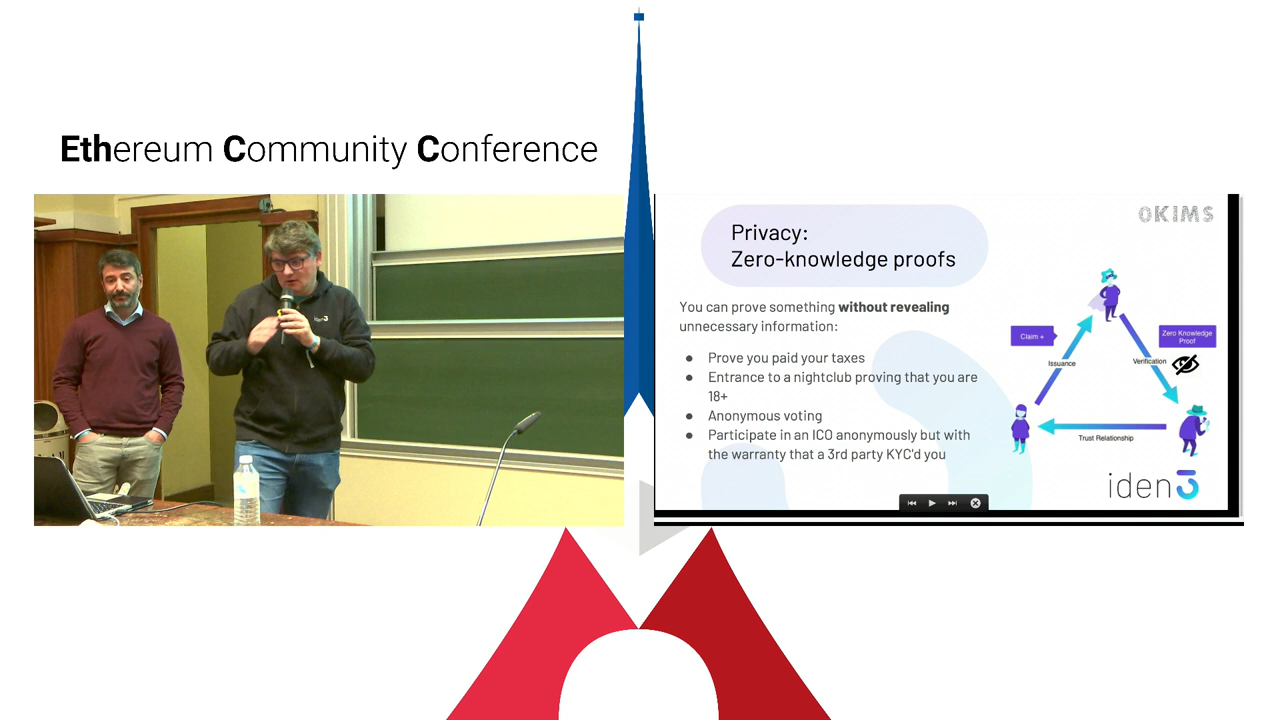 Ethereum Community Conference
iden3
OKIMS
Privacy:
Zero-knowledge proofs
You can prove something without revealing
unnecessary information:
● Prove you paid your taxes
● Entrance to a nightclub proving that you are
18+
● Anonymous voting
● Participate in an ICO anonymously but with
the warranty that a 3rd party KYC'd you
Claim +
Issuance
Zero Knowledge
Proof
Verification
Trust Relationship
iden3